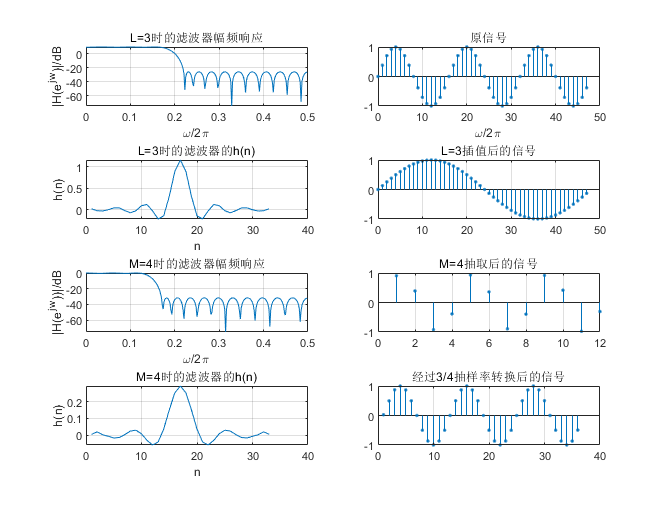 L=3时的滤波器幅频响应
|H(e^jw)|/dB
0
-20
-40
-60
0 0.1 0.2 0.3 0.4 0.5
ω/2π
原信号
1
0
-1
0 10 20 30 40 50
ω/2π
L=3时的滤波器的h(n)
h(n)
1
0.5
0
0 10 20 30 40
n
L=3插值后的信号
1
0
-1
0 10 20 30 40 50
M=4时的滤波器幅频响应
|H(e^jw)|/dB
0
-20
-40
-60
0 0.1 0.2 0.3 0.4 0.5
ω/2π
M=4抽取后的信号
1
0
-1
0 2 4 6 8 10 12
M=4时的滤波器的h(n)
h(n)
0.2
0.1
0
0 10 20 30 40
n
经过3/4抽样率转换后的信号
1
0
-1
0 10 20 30 40